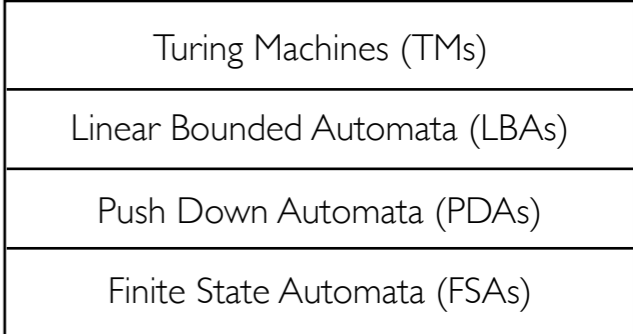 Turing Machines (TMs)
Linear Bounded Automata (LBAs)
Push Down Automata (PDAs)
Finite State Automata (FSAs)